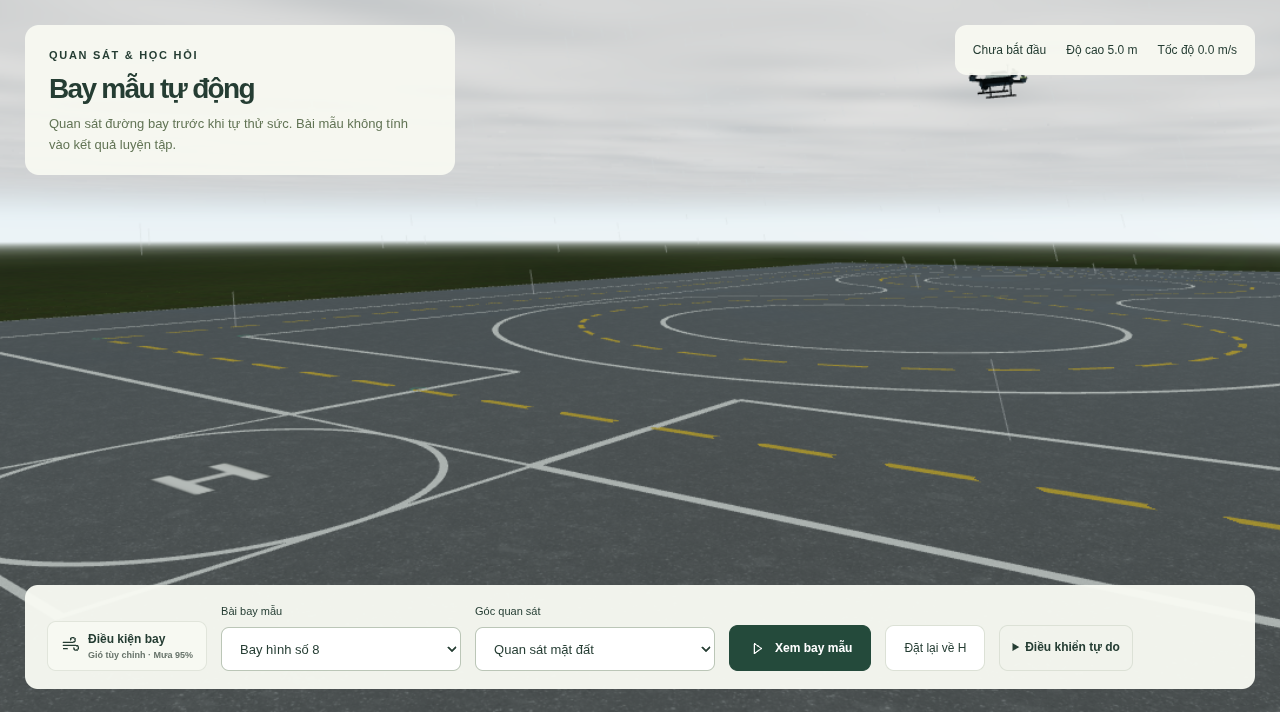 QUAN SÁT & HỌC HỎI
Bay mẫu tự động
Quan sát đường bay trước khi tự thử sức. Bài mẫu không tính
vào kết quả luyện tập.
Chưa bắt đầu Độ cao 5.0 m Tốc độ 0.0 m/s
H
Bài bay mẫu
Góc quan sát
Điều kiện bay
Gió tùy chỉnh · Mưa 95%
Bay hình số 8
Quan sát mặt đất
Xem bay mẫu
Đặt lại về H
Điều khiển tự do